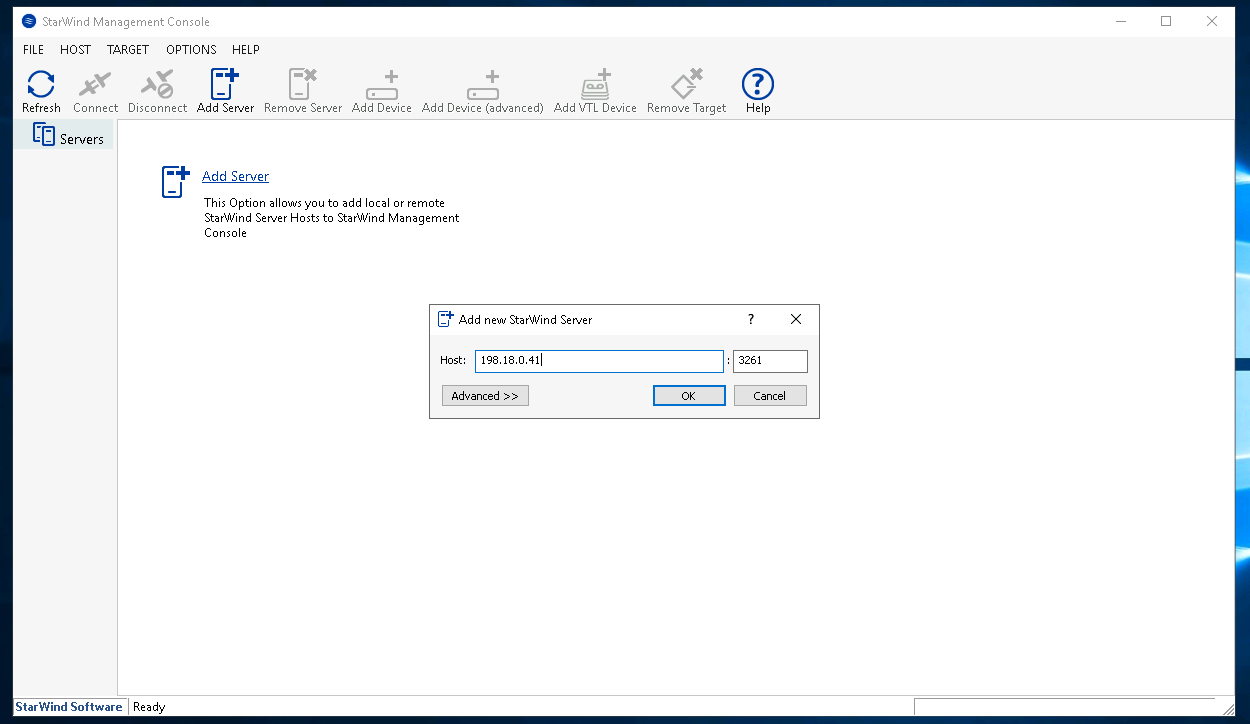 StarWind Management Console
FILE HOST TARGET OPTIONS HELP
Refresh Connect Disconnect Add Server Remove Server Add Device Add Device (advanced) Add VTL Device Remove Target Help
Servers
Add Server
This Option allows you to add local or remote
StarWind Server Hosts to StarWind Management
Console
Add new StarWind Server ?
Host: 198.18.0.41 : 3261
Advanced >> OK Cancel
StarWind Software Ready